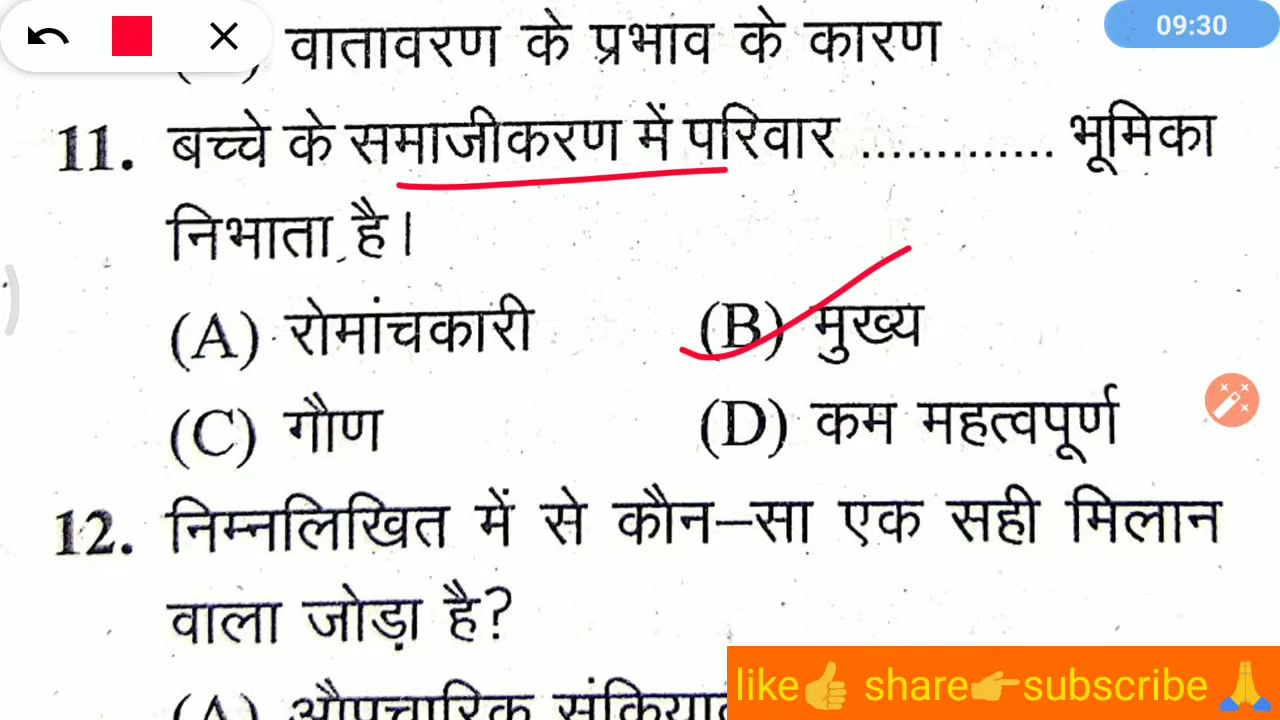 09:30
वातावरण के प्रभाव के कारण
11. बच्चे के समाजीकरण में परिवार ............. भूमिका
निभाता है।
(A) रोमांचकारी (B) मुख्य
(C) गौण (D) कम महत्वपूर्ण
12. निम्नलिखित में से कौन–सा एक सही मिलान
वाला जोड़ा है?
(A) औपचारिक
like👍 share👉subscribe 🙏